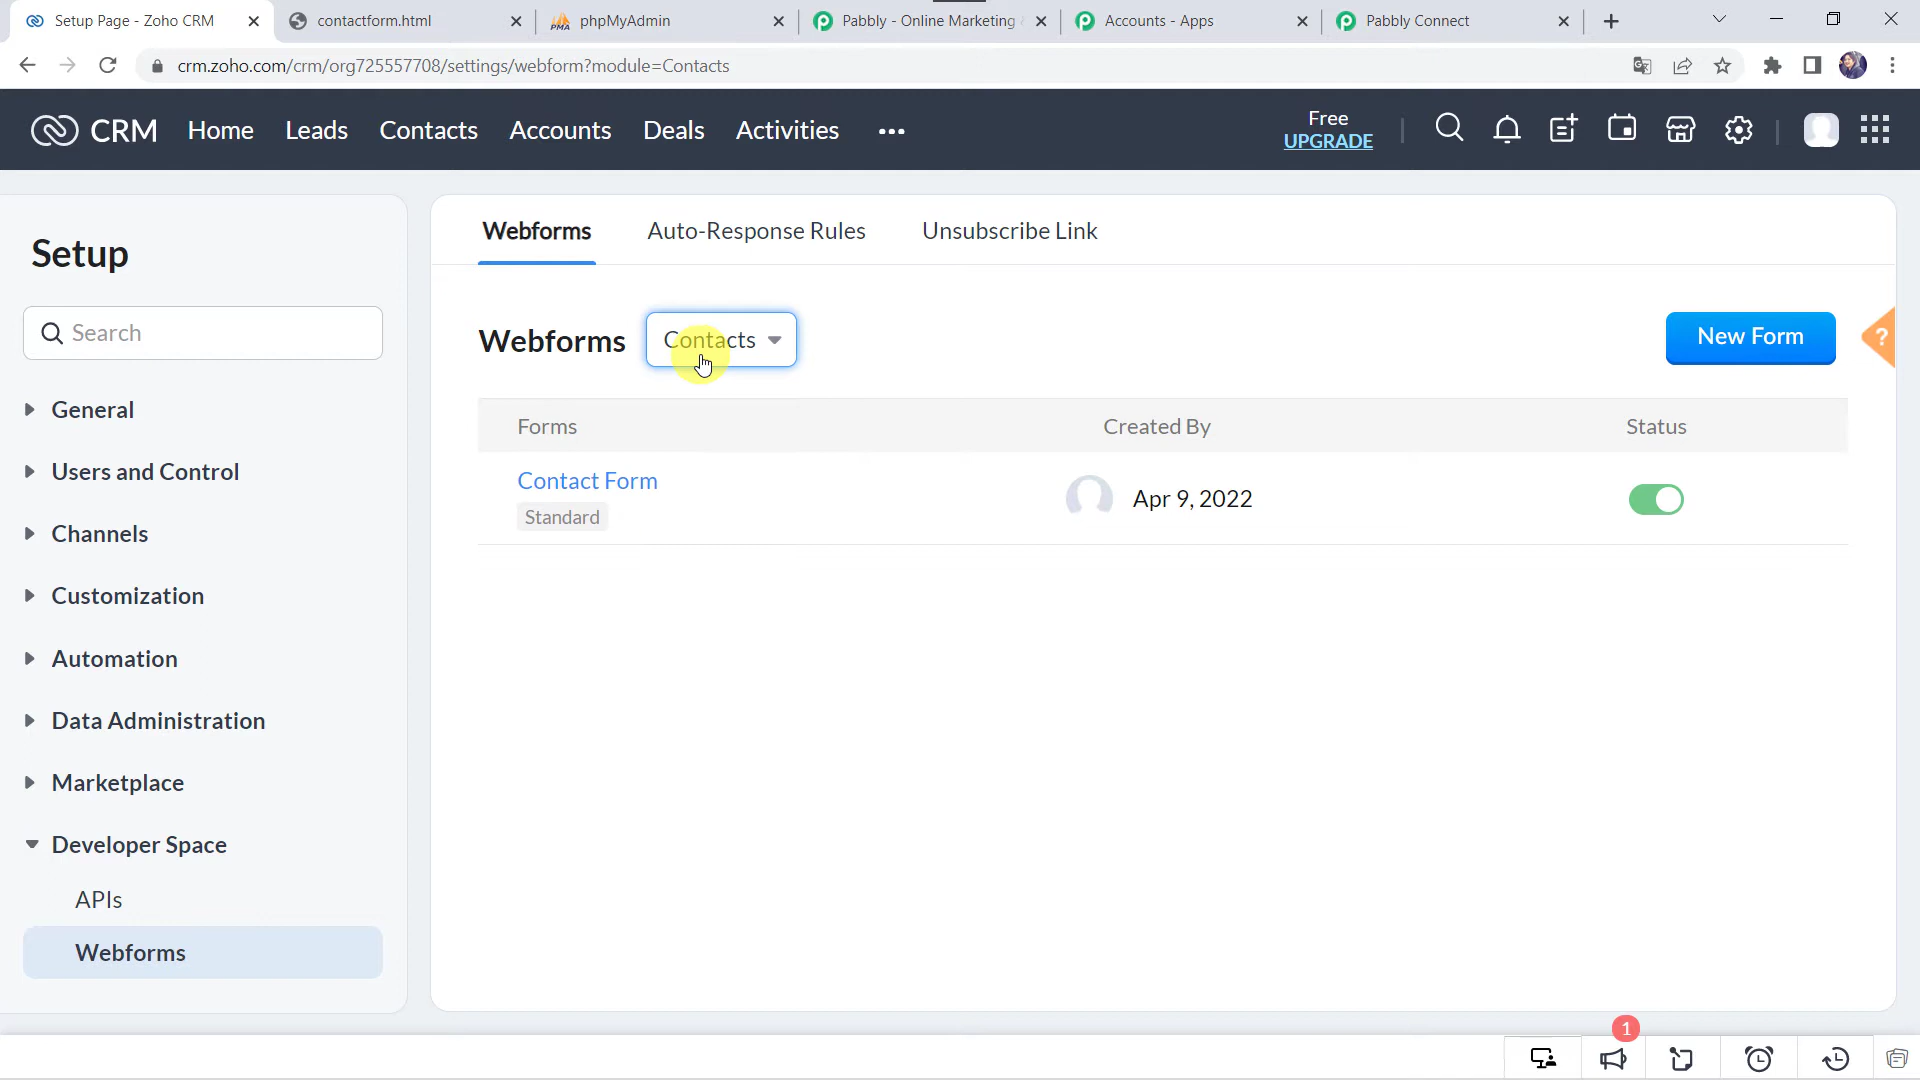 Setup Page - Zoho CRM
contactform.html
phpMyAdmin
Pabbly - Online Marketing
Accounts - Apps
Pabbly Connect
crm.zoho.com/crm/org725557708/settings/webform?module=Contacts
CRM Home Leads Contacts Accounts Deals Activities ••• Free
UPGRADE
Setup
Search
General
Users and Control
Channels
Customization
Automation
Data Administration
Marketplace
Developer Space
APIs
Webforms
Webforms Auto-Response Rules Unsubscribe Link
Webforms Contacts New Form ?
Forms Created By Status
Contact Form
Standard
Apr 9, 2022
1